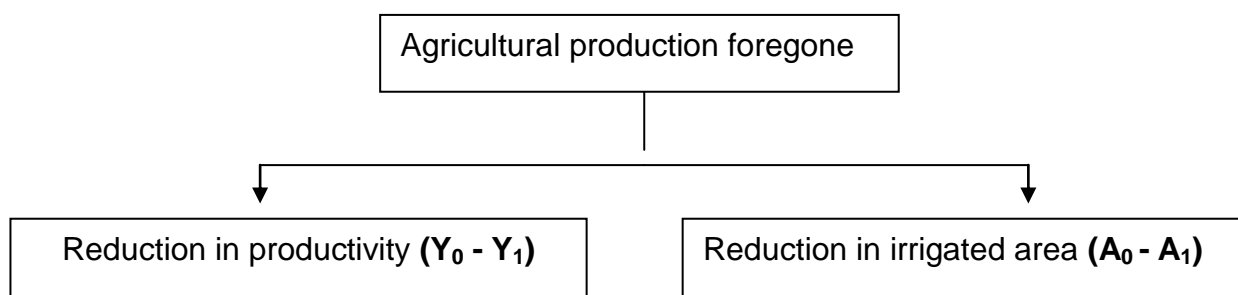 Agricultural production foregone
Reduction in productivity (Y₀ - Y₁)
Reduction in irrigated area (A₀ - A₁)